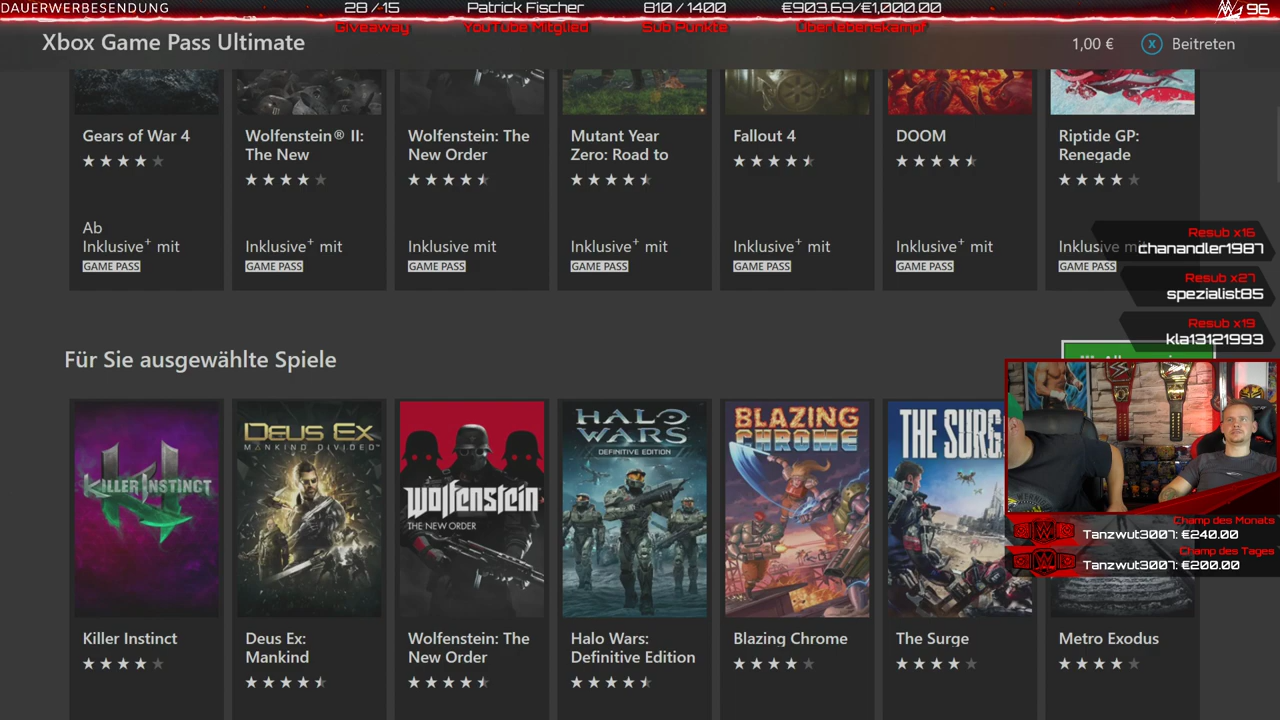 DAUERWERBESENDUNG
28 / 15
Giveaway
Patrick Fischer
YouTube Mitglied
810 / 1400
Sub Punkte
€903.69/€1,000.00
Überlebenskampf
96
Xbox Game Pass Ultimate
1,00 €
X Beitreten
Gears of War 4
Ab
Inklusive+ mit
GAME PASS
Wolfenstein® II:
The New
Inklusive+ mit
GAME PASS
Wolfenstein: The
New Order
Inklusive mit
GAME PASS
Mutant Year
Zero: Road to
Inklusive+ mit
GAME PASS
Fallout 4
Inklusive+ mit
GAME PASS
DOOM
Inklusive+ mit
GAME PASS
Riptide GP:
Renegade
Inklusive mit
GAME PASS
Resub x16
chanandler1987
Resub x27
spezialist85
Resub x19
kla13121993
Für Sie ausgewählte Spiele
KILLER INSTINCT
Killer Instinct
DEUS EX
MANKIND DIVIDED™
Deus Ex:
Mankind
Wolfenstein
THE NEW ORDER
Wolfenstein: The
New Order
HALO
WARS
DEFINITIVE EDITION
Halo Wars:
Definitive Edition
BLAZING
CHROME
Blazing Chrome
THE SURG
The Surge
Metro Exodus
Champ des Monats
Tanzwut3007: €240.00
Champ des Tages
Tanzwut3007: €200.00